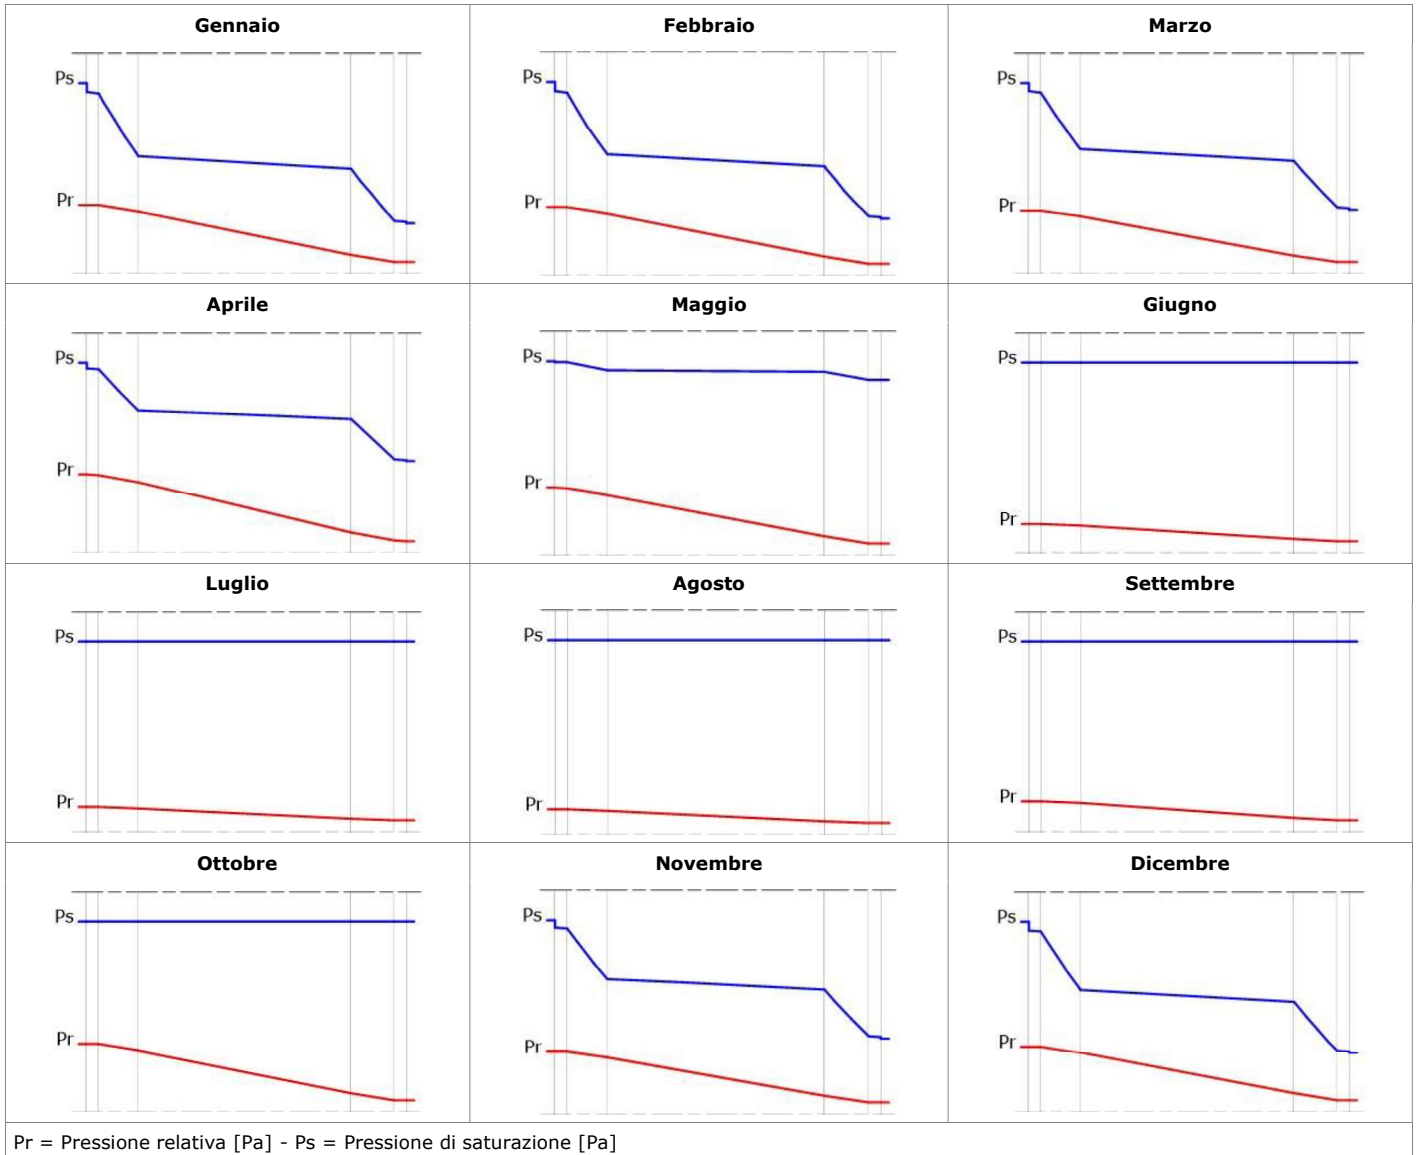 Gennaio Febbraio Marzo
Ps Ps Ps
Pr Pr Pr
Aprile Maggio Giugno
Ps Ps Ps
Pr Pr Pr
Luglio Agosto Settembre
Ps Ps Ps
Pr Pr Pr
Ottobre Novembre Dicembre
Ps Ps Ps
Pr Pr Pr
Pr = Pressione relativa [Pa] - Ps = Pressione di saturazione [Pa]